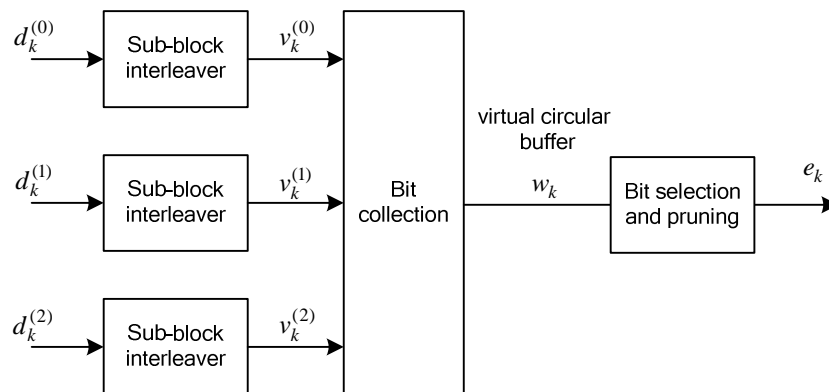 d_k^{(0)}
Sub-block
interleaver
v_k^{(0)}
d_k^{(1)}
Sub-block
interleaver
v_k^{(1)}
d_k^{(2)}
Sub-block
interleaver
v_k^{(2)}
Bit
collection
virtual circular
buffer
w_k
Bit selection
and pruning
e_k